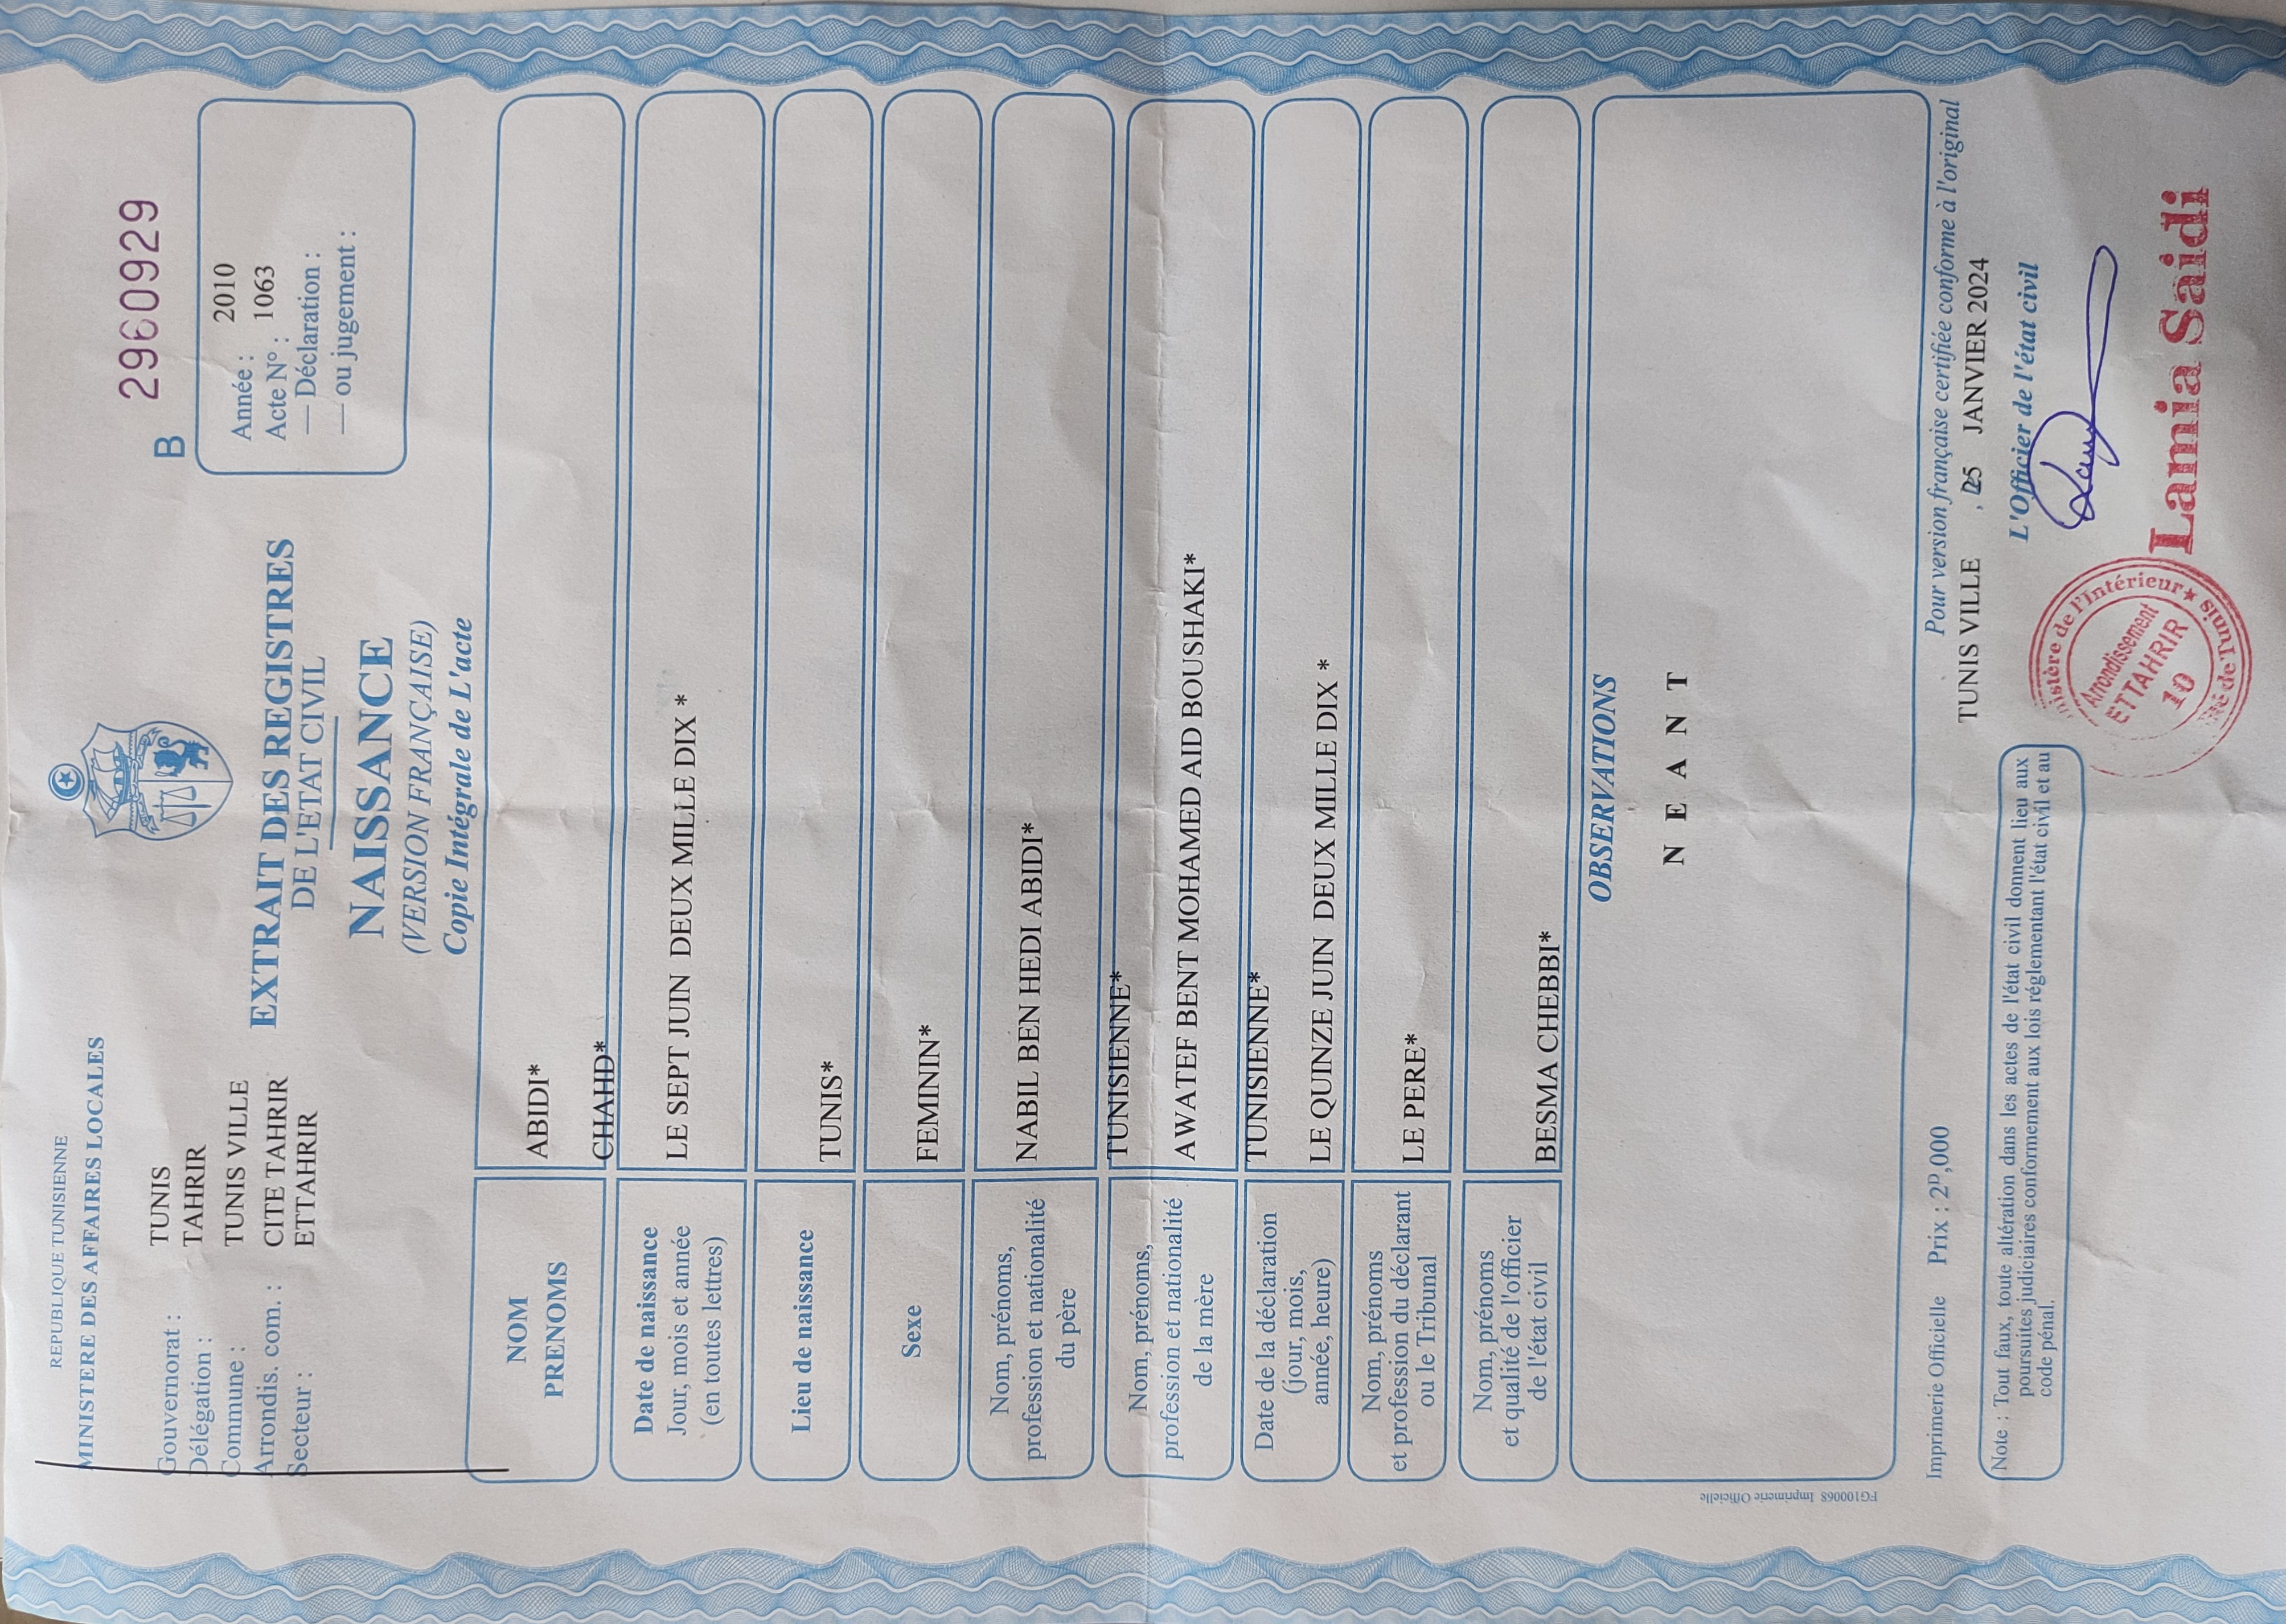 REPUBLIQUE TUNISIENNE
MINISTERE DES AFFAIRES LOCALES
Gouvernorat : TUNIS
Délégation : TAHRIR
Commune : TUNIS VILLE
Arrondis. com. : CITE TAHRIR
Secteur : ETTAHRIR
EXTRAIT DES REGISTRES
DE L'ETAT CIVIL
NAISSANCE
(VERSION FRANÇAISE)
Copie Intégrale de L'acte
B 2960929
Année : 2010
Acte N° : 1063
— Déclaration :
— ou jugement :
NOM
PRENOMS
ABIDI*
CHAHD*
Date de naissance
Jour, mois et année
(en toutes lettres)
LE SEPT JUIN DEUX MILLE DIX *
Lieu de naissance
TUNIS*
Sexe
FEMININ*
Nom, prénoms,
profession et nationalité
du père
NABIL BEN HEDI ABIDI*
TUNISIENNE*
Nom, prénoms,
profession et nationalité
de la mère
AWATEF BENT MOHAMED AID BOUSHAKI*
TUNISIENNE*
Date de la déclaration
(jour, mois,
année, heure)
LE QUINZE JUIN DEUX MILLE DIX *
Nom, prénoms
et profession du déclarant
ou le Tribunal
LE PERE*
Nom, prénoms
et qualité de l'officier
de l'état civil
BESMA CHEBBI*
OBSERVATIONS
N E A N T
FG100068 Imprimerie Officielle
Imprimerie Officielle Prix : 2ᴰ,000
Pour version française certifiée conforme à l'original
TUNIS VILLE , 25 JANVIER 2024
L'Officier de l'état civil
Note : Tout faux, toute altération dans les actes de l'état civil donnent lieu aux
poursuites judiciaires conformement aux lois réglementant l'état civil et au
code pénal.
de l'Intérieur ★
de Tunis
Arrondissement
ETTAHRIR
10
Lamia Saidi